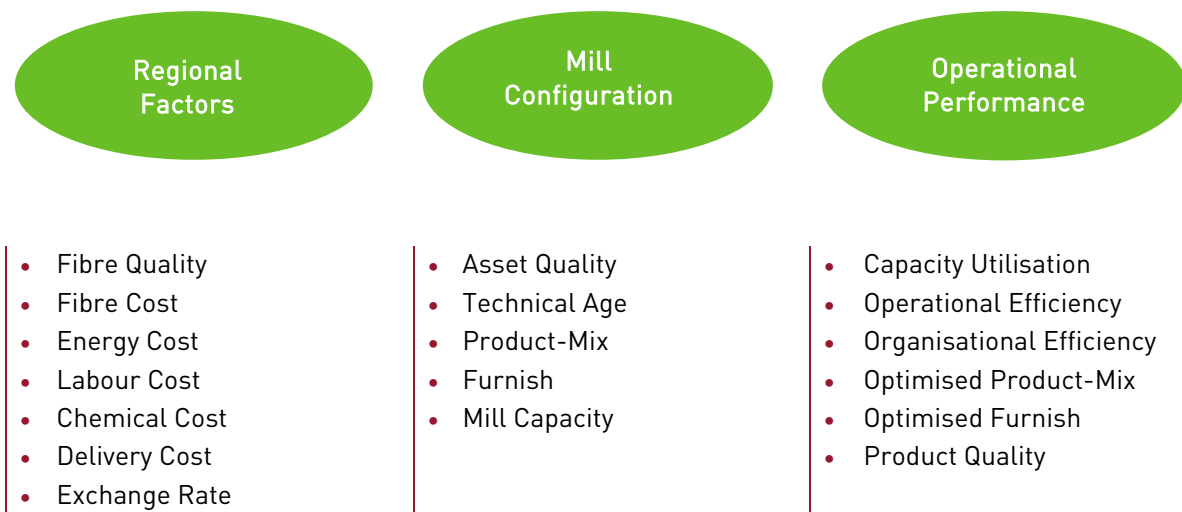 Regional
Factors
Mill
Configuration
Operational
Performance
• Fibre Quality
• Fibre Cost
• Energy Cost
• Labour Cost
• Chemical Cost
• Delivery Cost
• Exchange Rate
• Asset Quality
• Technical Age
• Product-Mix
• Furnish
• Mill Capacity
• Capacity Utilisation
• Operational Efficiency
• Organisational Efficiency
• Optimised Product-Mix
• Optimised Furnish
• Product Quality